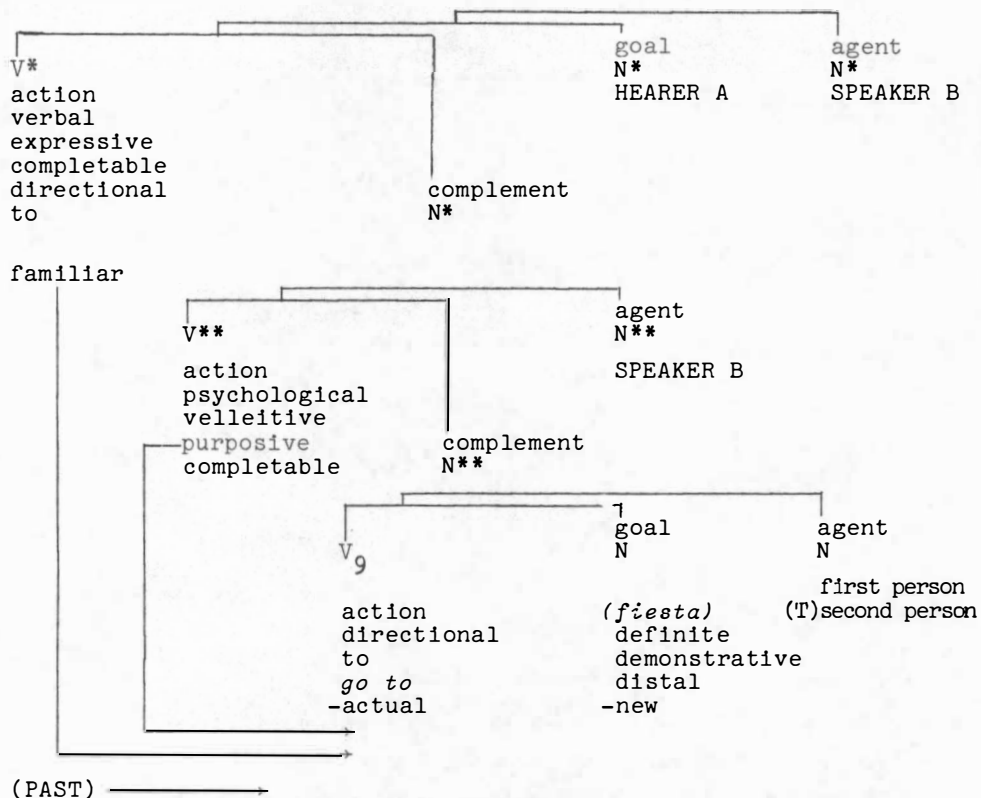 goal agent
V* N* N*
action HEARER A SPEAKER B
verbal
expressive
completable
directional
to
complement
N*
familiar
agent
V** N**
action SPEAKER B
psychological
velleitive
purposive
completable
complement
N**
goal agent
V9 N N
first person
action (fiesta) (T)second person
directional definite
to demonstrative
go to distal
-actual -new
(PAST)